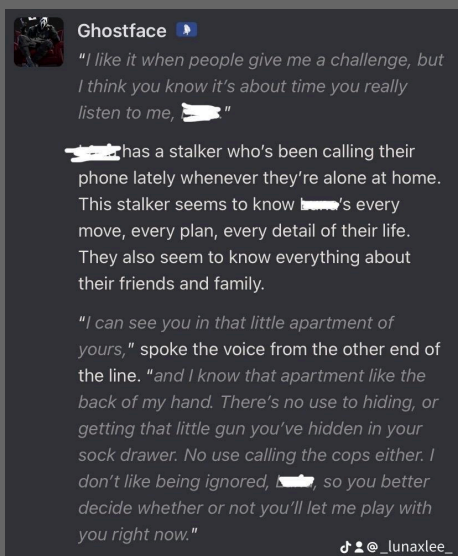 Ghostface
"I like it when people give me a challenge, but
I think you know it's about time you really
listen to me, ."
has a stalker who's been calling their
phone lately whenever they're alone at home.
This stalker seems to know 's every
move, every plan, every detail of their life.
They also seem to know everything about
their friends and family.
"I can see you in that little apartment of
yours," spoke the voice from the other end of
the line. "and I know that apartment like the
back of my hand. There's no use to hiding, or
getting that little gun you've hidden in your
sock drawer. No use calling the cops either. I
don't like being ignored, , so you better
decide whether or not you'll let me play with
you right now."
@_lunaxlee_